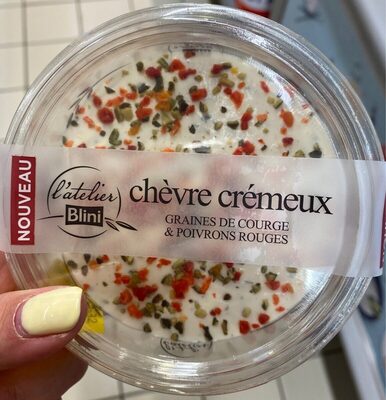 NOUVEAU
l'atelier
Blini
chèvre crémeux
GRAINES DE COURGE
& POIVRONS ROUGES